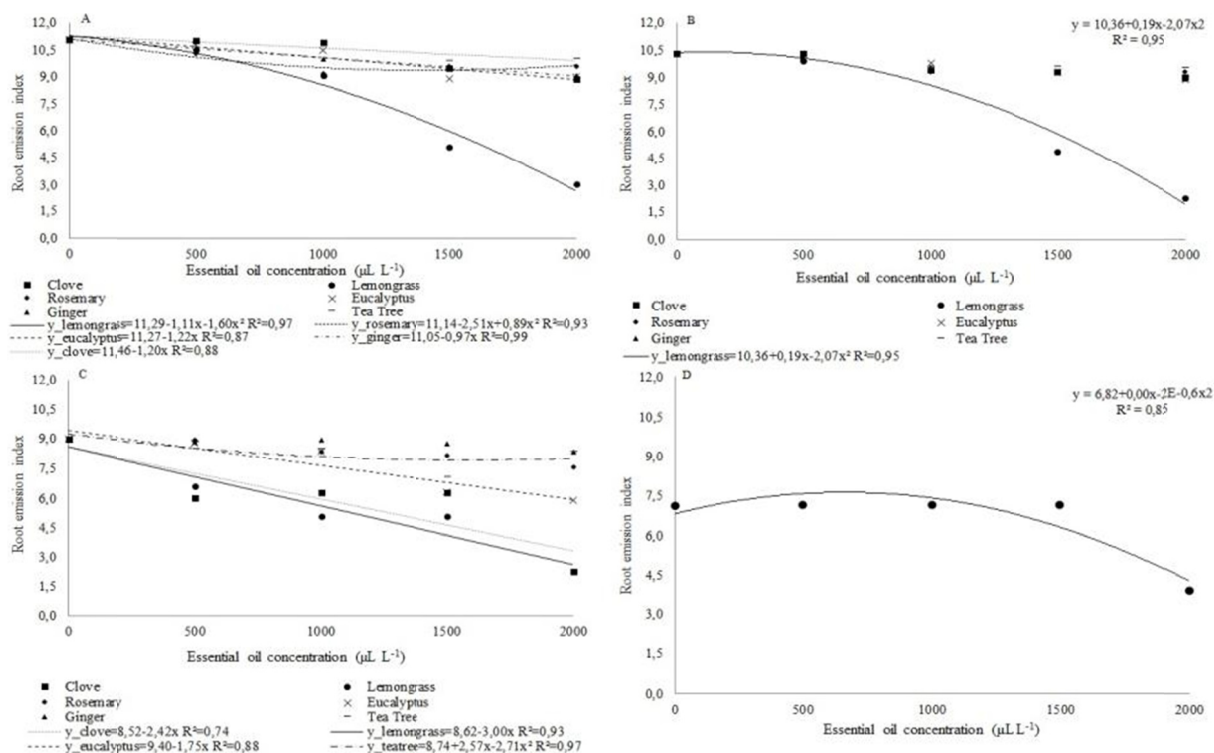 A
12,0
10,5
9,0
7,5
6,0
4,5
3,0
1,5
0,0
Root emission index
0 500 1000 1500 2000
Essential oil concentration (µL L⁻¹)
Clove Lemongrass
Rosemary Eucalyptus
Ginger Tea Tree
y_lemongrass=11,29-1,11x-1,60x² R²=0,97 y_rosemary=11,14-2,51x+0,89x² R²=0,93
y_eucalyptus=11,27-1,22x R²=0,87 y_ginger=11,05-0,97x R²=0,99
y_clove=11,46-1,20x R²=0,88
B
y = 10,36+0,19x-2,07x2
R² = 0,95
12,0
10,5
9,0
7,5
6,0
4,5
3,0
1,5
0,0
Root emission index
0 500 1000 1500 2000
Essential oil concentration (µL L⁻¹)
Clove Lemongrass
Rosemary Eucalyptus
Ginger Tea Tree
y_lemongrass=10,36+0,19x-2,07x² R²=0,95
C
12,0
10,5
9,0
7,5
6,0
4,5
3,0
1,5
0,0
Root emission index
0 500 1000 1500 2000
Essential oil concentration (µL L⁻¹)
Clove Lemongrass
Rosemary Eucalyptus
Ginger Tea Tree
y_clove=8,52-2,42x R²=0,74 y_lemongrass=8,62-3,00x R²=0,93
y_eucalyptus=9,40-1,75x R²=0,88 y_teatree=8,74+2,57x-2,71x² R²=0,97
D
y = 6,82+0,00x-2E-0,6x2
R² = 0,85
12,0
10,5
9,0
7,5
6,0
4,5
3,0
1,5
0,0
Root emission index
0 500 1000 1500 2000
Essential oil concentration (µL L⁻¹)